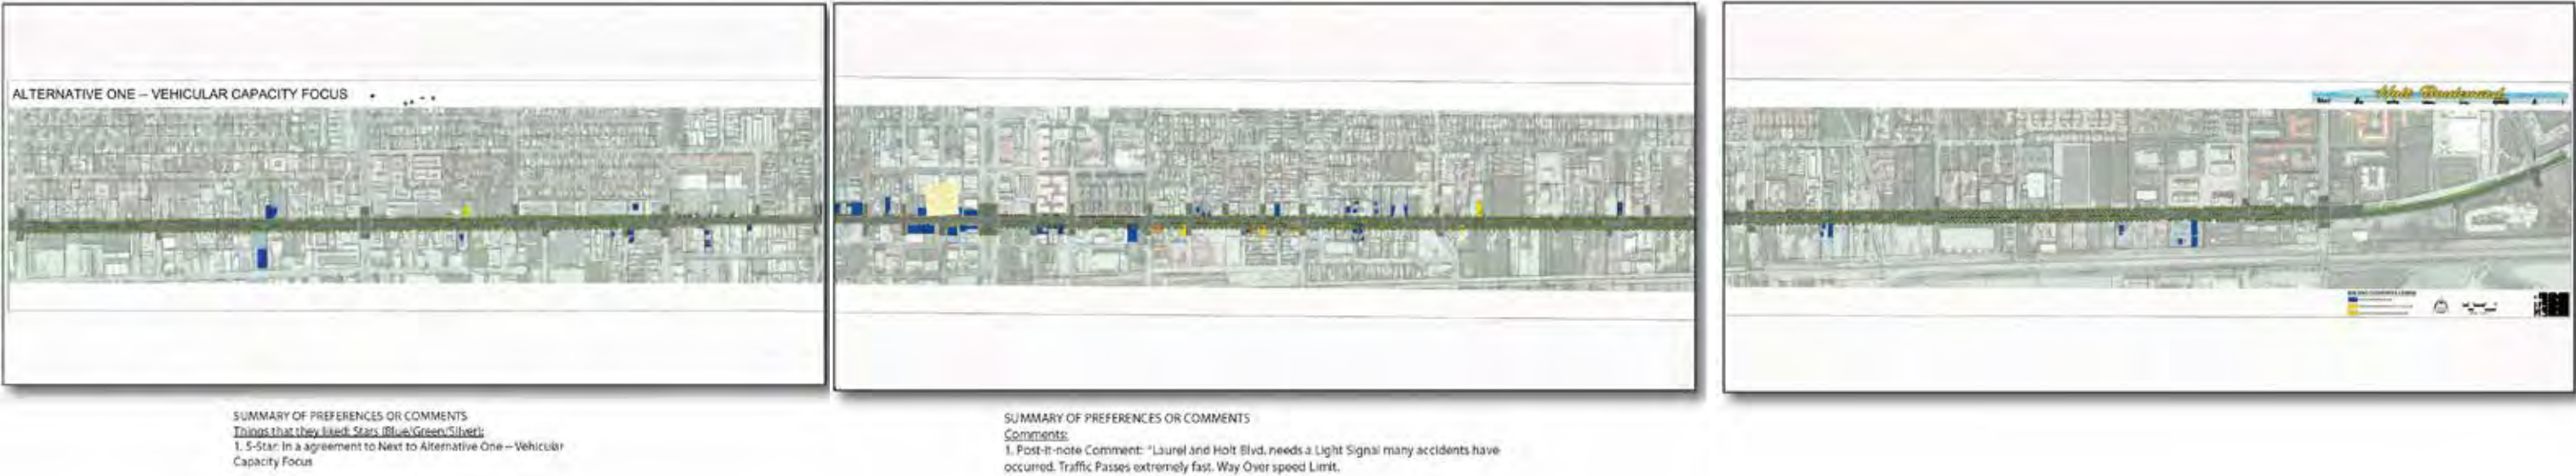 ALTERNATIVE ONE – VEHICULAR CAPACITY FOCUS
Holt Boulevard
SUMMARY OF PREFERENCES OR COMMENTS
Things that they liked: Stars (Blue/Green/Silver):
1. 5-Star: In a agreement to Next to Alternative One – Vehicular
Capacity Focus
SUMMARY OF PREFERENCES OR COMMENTS
Comments:
1. Post-it-note Comment: "Laurel and Holt Blvd. needs a Light Signal many accidents have
occurred. Traffic Passes extremely fast. Way Over speed Limit.